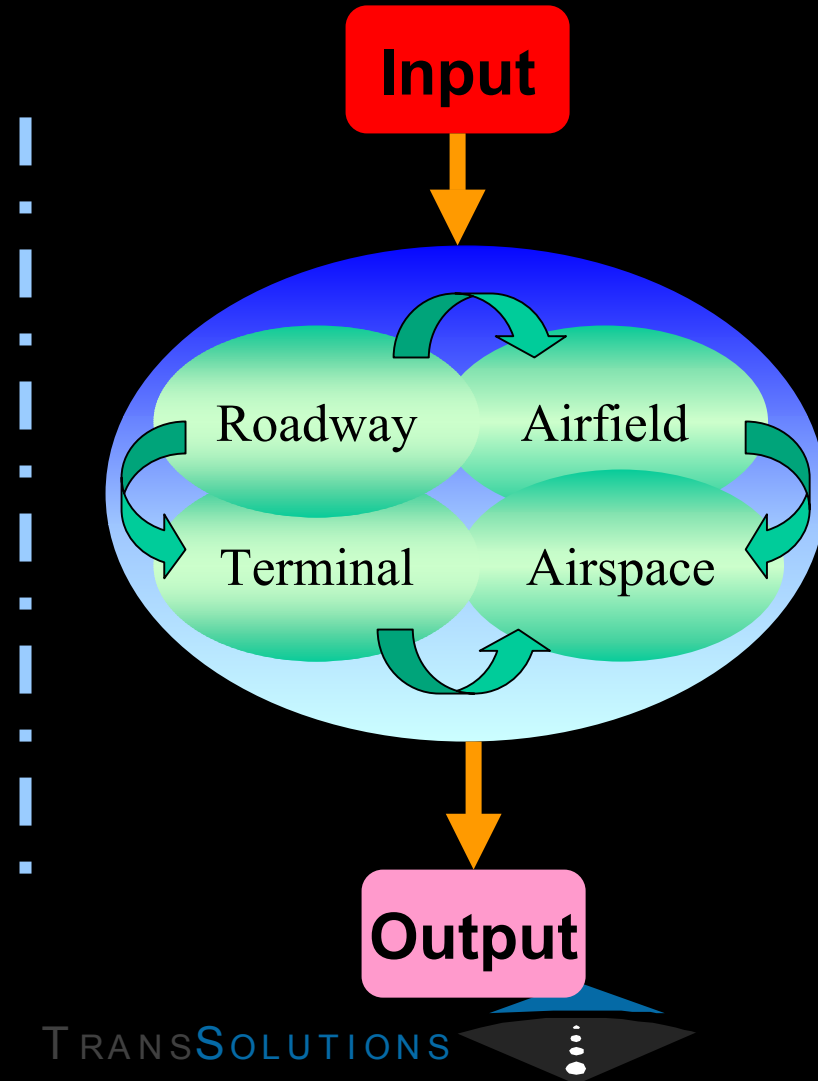 Input
Roadway Airfield
Terminal Airspace
Output
TRANSSOLUTIONS